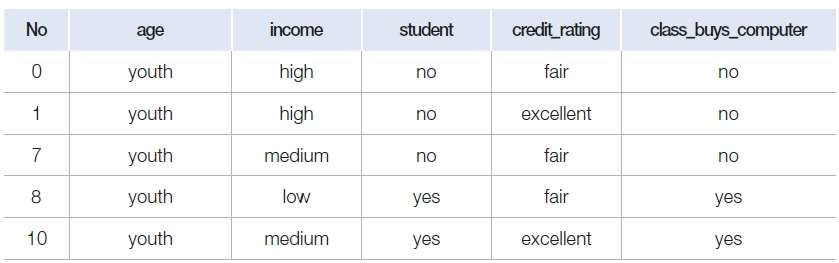 No age income student credit_rating class_buys_computer
0 youth high no fair no
1 youth high no excellent no
7 youth medium no fair no
8 youth low yes fair yes
10 youth medium yes excellent yes